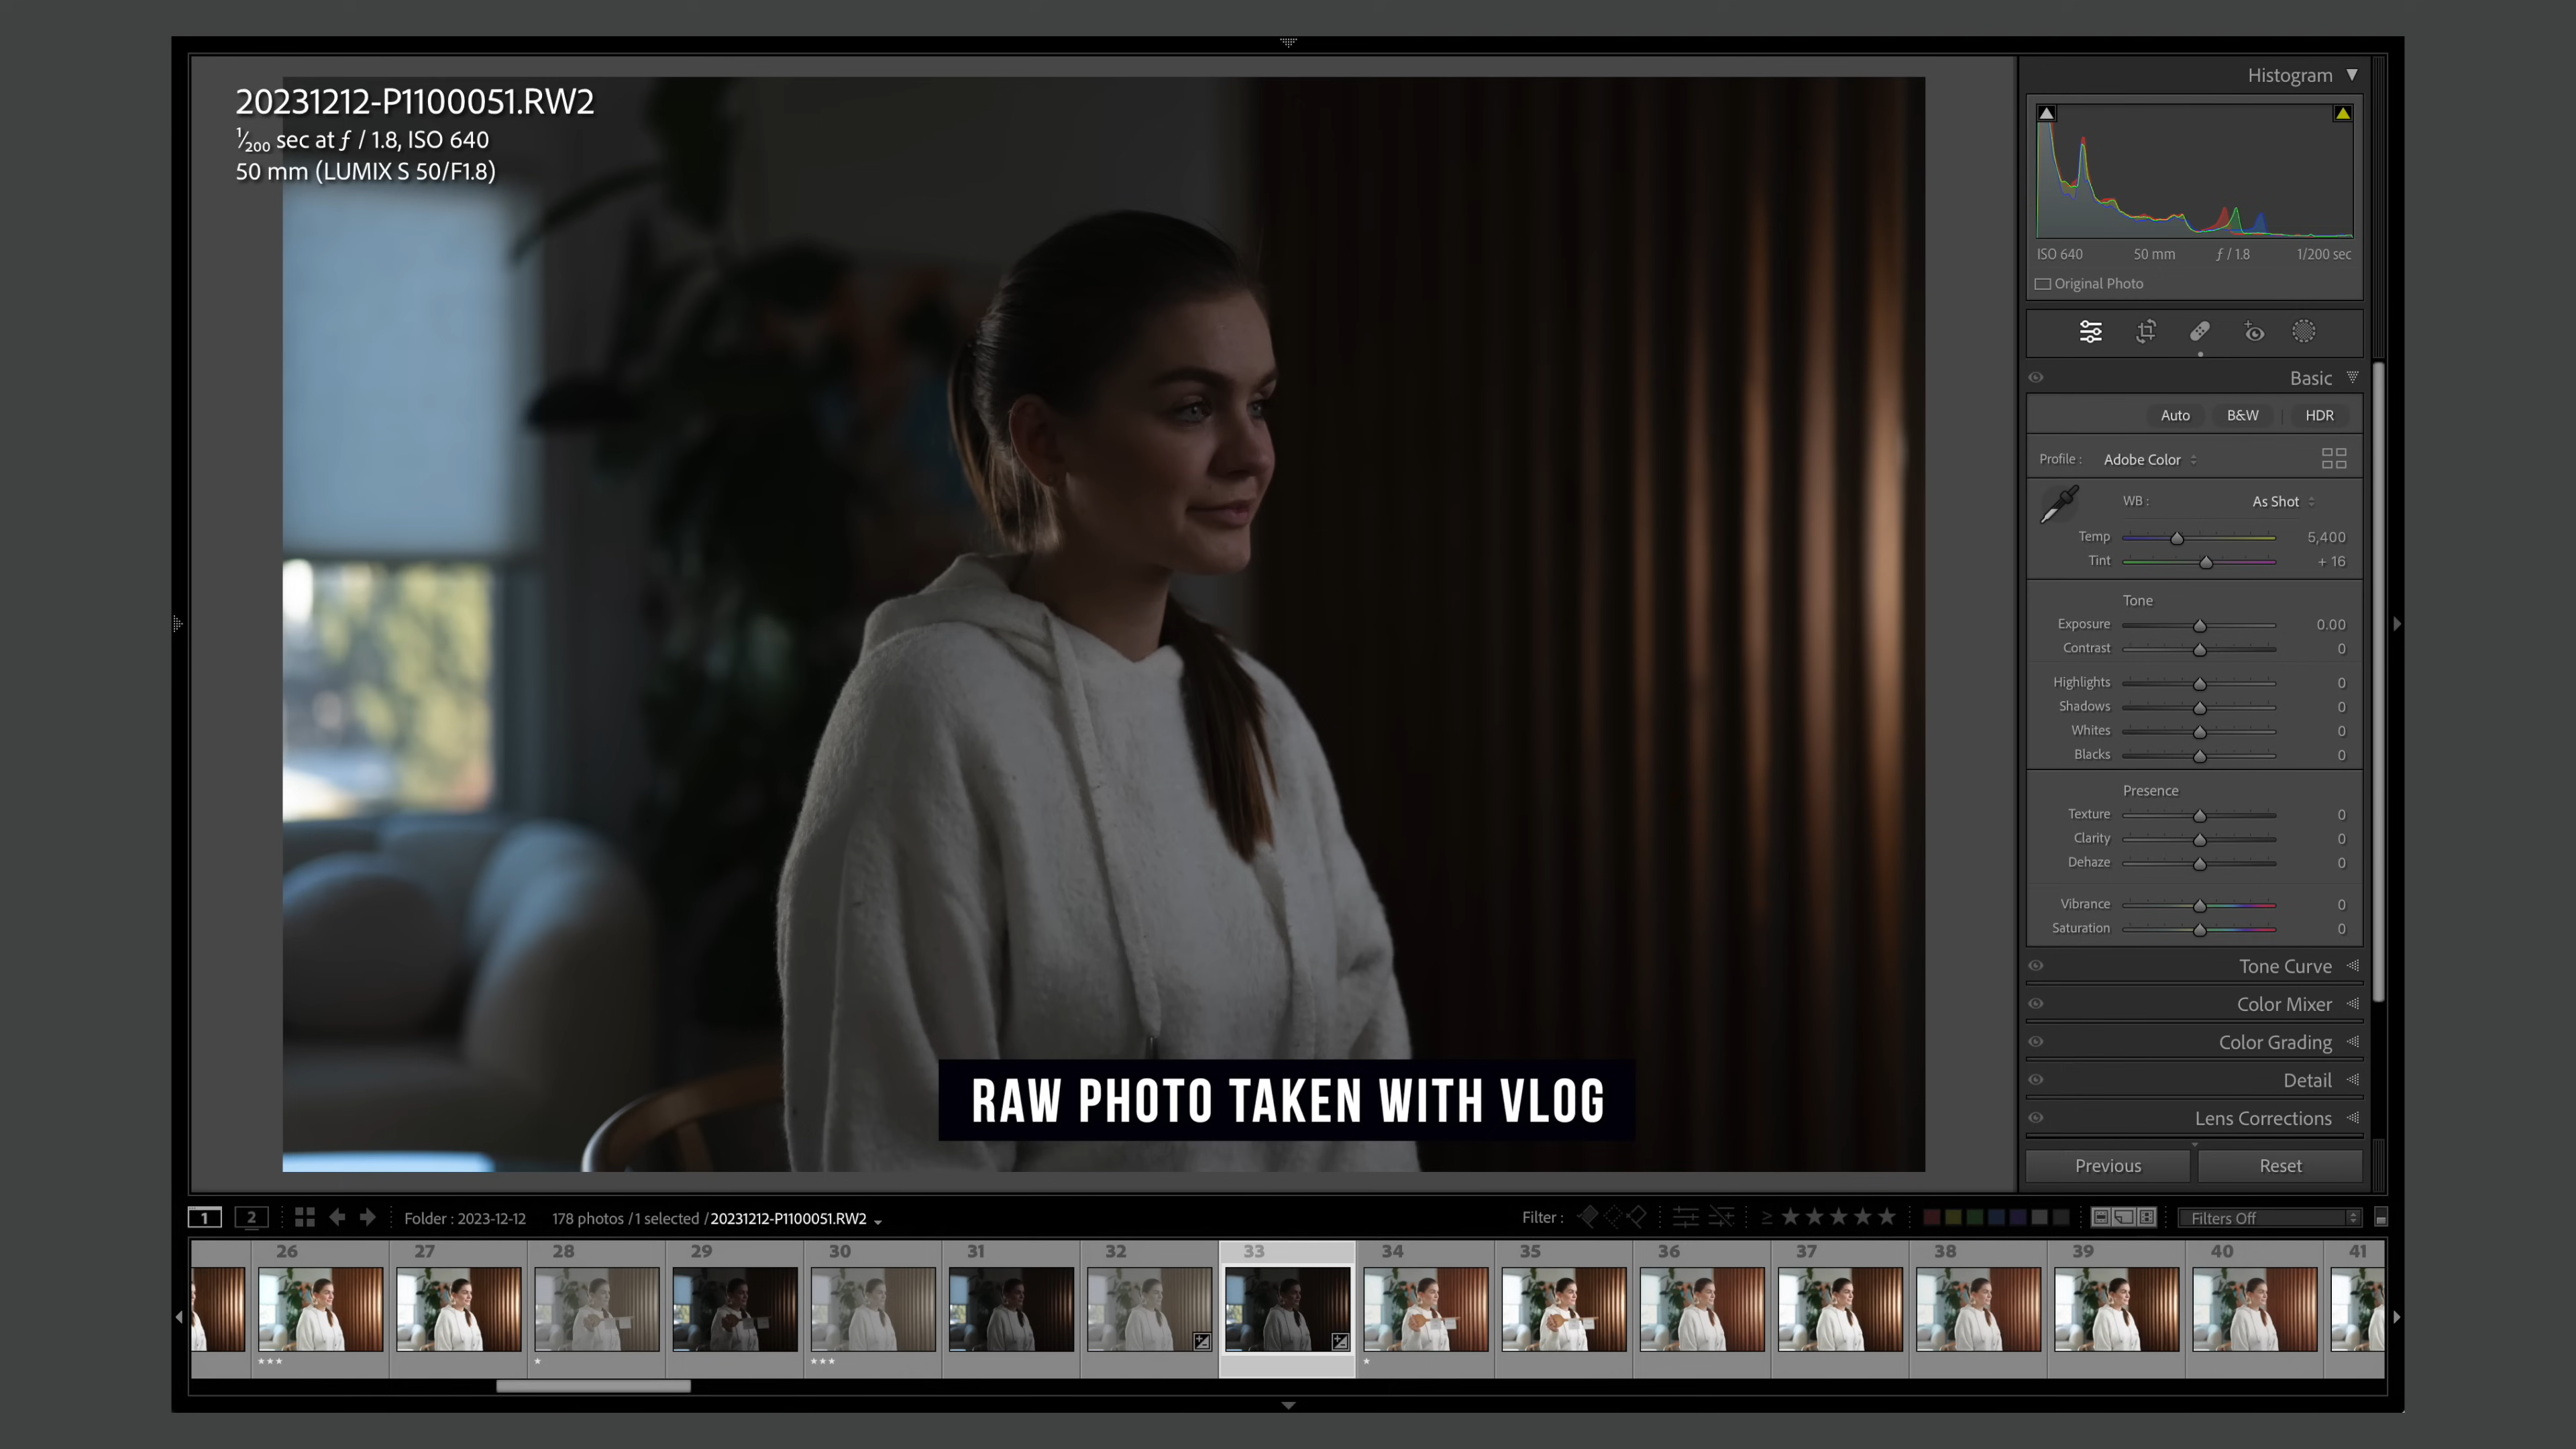 20231212-P1100051.RW2
1/200 sec at ƒ / 1.8, ISO 640
50 mm (LUMIX S 50/F1.8)
RAW PHOTO TAKEN WITH VLOG
Histogram
ISO 640 50 mm ƒ / 1.8 1/200 sec
Original Photo
Basic
Auto B&W HDR
Profile : Adobe Color
WB : As Shot
Temp 5,400
Tint + 16
Tone
Exposure 0.00
Contrast 0
Highlights 0
Shadows 0
Whites 0
Blacks 0
Presence
Texture 0
Clarity 0
Dehaze 0
Vibrance 0
Saturation 0
Tone Curve
Color Mixer
Color Grading
Detail
Lens Corrections
Previous Reset
1 2 Folder : 2023-12-12 178 photos /1 selected /20231212-P1100051.RW2 Filter : ≥ ★★★★★ Filters Off
26 27 28 29 30 31 32 33 34 35 36 37 38 39 40 41